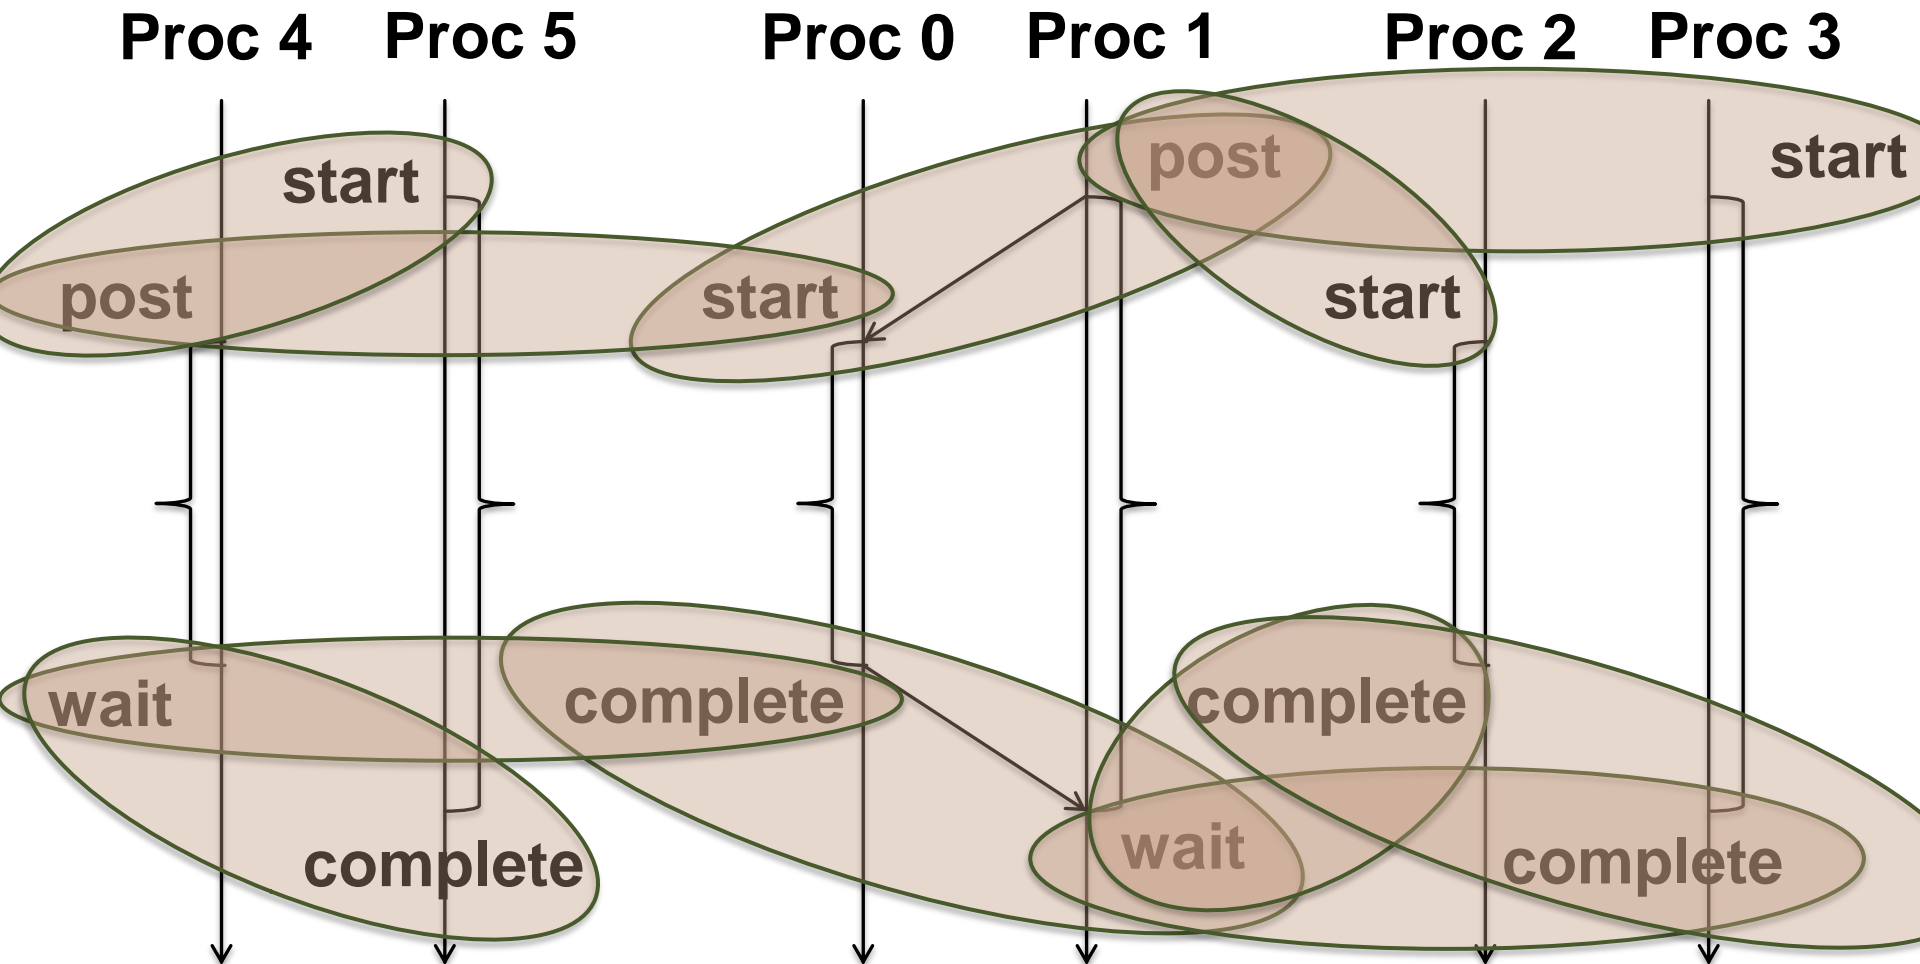 Proc 4 Proc 5 Proc 0 Proc 1 Proc 2 Proc 3
start post start
post start start
wait complete complete
complete wait complete